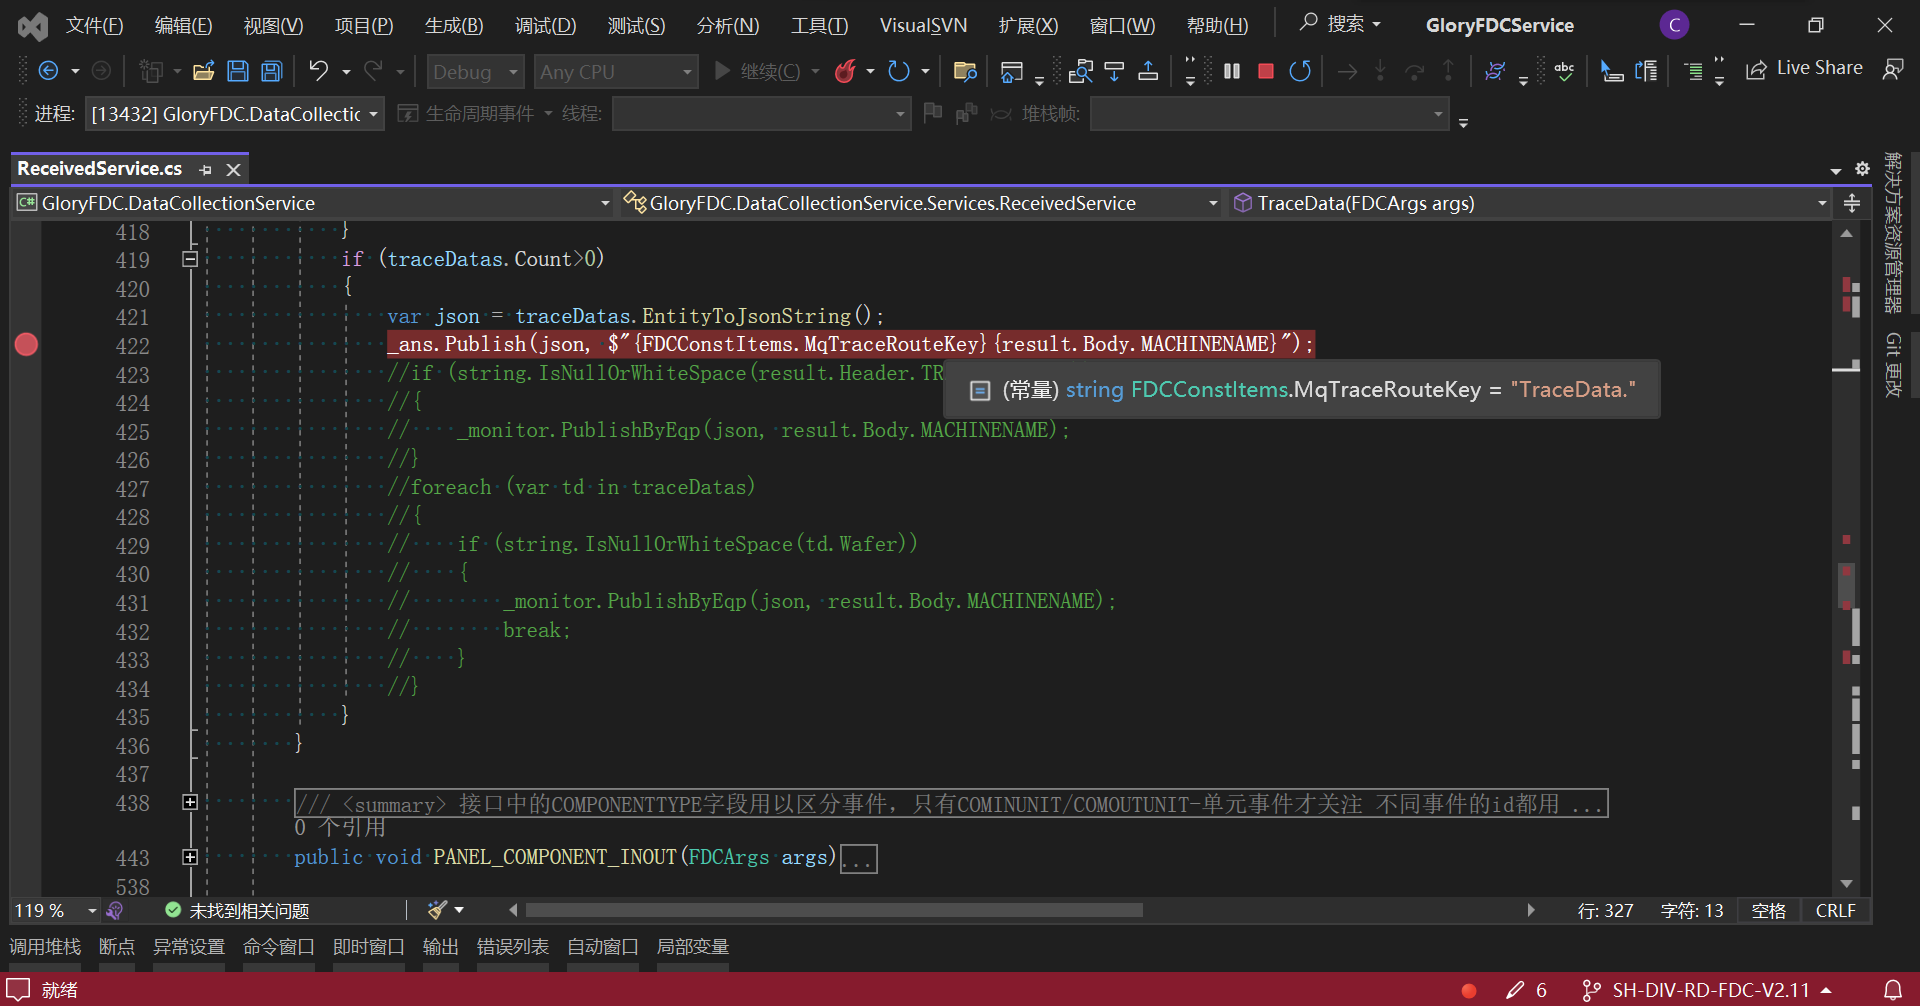 文件(F) 编辑(E) 视图(V) 项目(P) 生成(B) 调试(D) 测试(S) 分析(N) 工具(T) VisualSVN 扩展(X) 窗口(W) 帮助(H) 搜索 GloryFDCService C
Debug Any CPU 继续(C) abc Live Share
进程: [13432] GloryFDC.DataCollectic 生命周期事件 线程: 堆栈帧:
ReceivedService.cs
C# GloryFDC.DataCollectionService GloryFDC.DataCollectionService.Services.ReceivedService TraceData(FDCArgs args)
418 }
419 if (traceDatas.Count>0)
420 {
421 var json = traceDatas.EntityToJsonString();
422 _ans.Publish(json, $"{FDCConstItems.MqTraceRouteKey}{result.Body.MACHINENAME}");
423 //if (string.IsNullOrWhiteSpace(result.Header.TR
(常量) string FDCConstItems.MqTraceRouteKey = "TraceData."
424 //{
425 // _monitor.PublishByEqp(json, result.Body.MACHINENAME);
426 //}
427 //foreach (var td in traceDatas)
428 //{
429 // if (string.IsNullOrWhiteSpace(td.Wafer))
430 // {
431 // _monitor.PublishByEqp(json, result.Body.MACHINENAME);
432 // break;
433 // }
434 //}
435 }
436 }
437
438 /// <summary> 接口中的COMPONENTTYPE字段用以区分事件, 只有COMINUNIT/COMOUTUNIT-单元事件才关注 不同事件的id都用 ...
0 个引用
443 public void PANEL_COMPONENT_INOUT(FDCArgs args)...
538
119 % 未找到相关问题 行: 327 字符: 13 空格 CRLF
调用堆栈 断点 异常设置 命令窗口 即时窗口 输出 错误列表 自动窗口 局部变量
就绪 6 SH-DIV-RD-FDC-V2.11
解决方案资源管理器
Git 更改